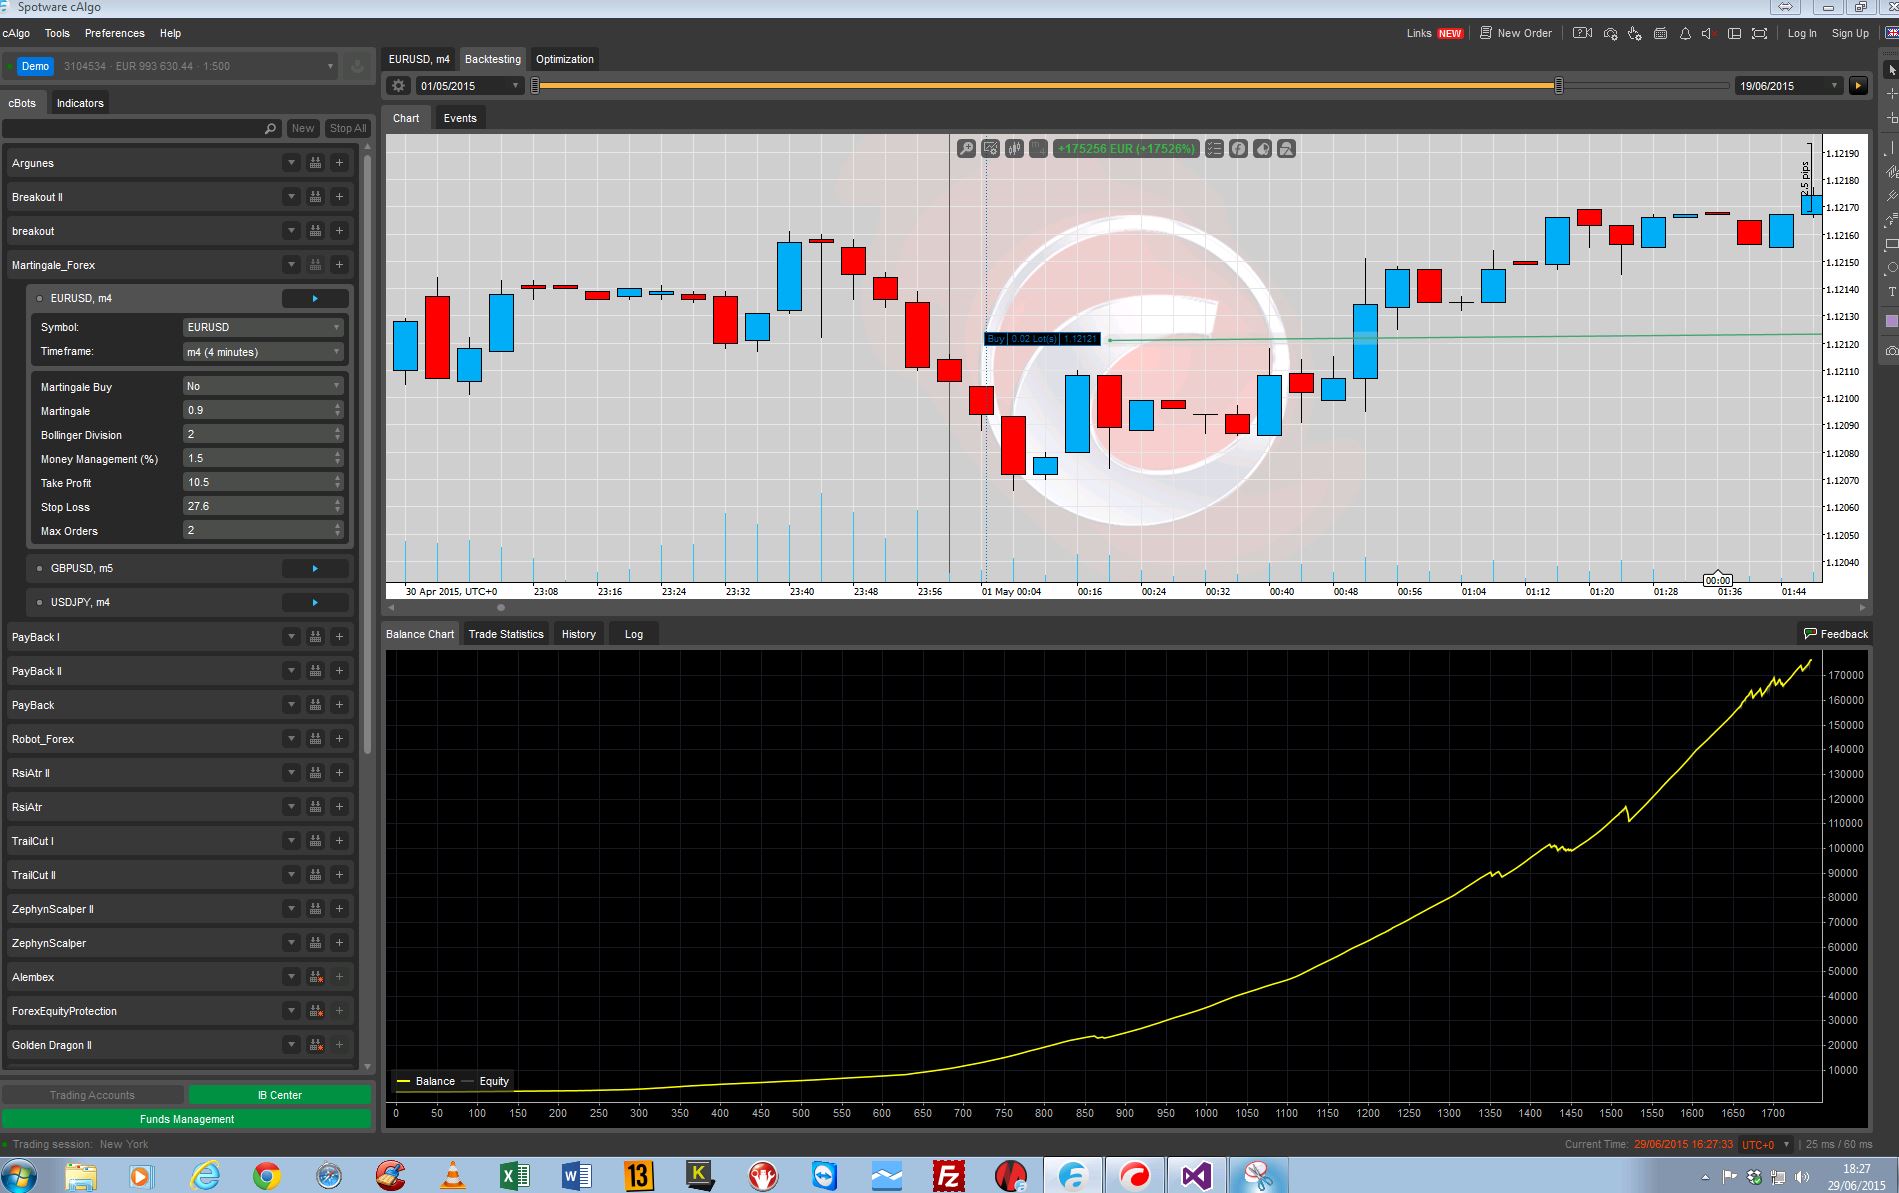 Spotware cAlgo
cAlgo Tools Preferences Help
Links NEW New Order Log In Sign Up
Demo 3104534 · EUR 993 630.44 · 1:500
EURUSD, m4 Backtesting Optimization
01/05/2015
19/06/2015
cBots Indicators
New Stop All
Chart Events
+175256 EUR (+17526%)
Argunes
Breakout II
breakout
Martingale_Forex
EURUSD, m4
Symbol: EURUSD
Timeframe: m4 (4 minutes)
Martingale Buy No
Martingale 0.9
Bollinger Division 2
Money Management (%) 1.5
Take Profit 10.5
Stop Loss 27.6
Max Orders 2
GBPUSD, m5
USDJPY, m4
PayBack I
PayBack II
PayBack
Robot_Forex
RsiAtr II
RsiAtr
TrailCut I
TrailCut II
ZephynScalper II
ZephynScalper
Alembex
ForexEquityProtection
Golden Dragon II
Trading Accounts IB Center
Funds Management
Buy 0.02 Lot(s) 1.12121
2.5 pips
1.12190
1.12180
1.12170
1.12160
1.12150
1.12140
1.12130
1.12120
1.12110
1.12100
1.12090
1.12080
1.12070
1.12060
1.12050
1.12040
00:00
30 Apr 2015, UTC+0 23:08 23:16 23:24 23:32 23:40 23:48 23:56 01 May 00:04 00:16 00:24 00:32 00:40 00:48 00:56 01:04 01:12 01:20 01:28 01:36 01:44
Balance Chart Trade Statistics History Log
Feedback
170000
160000
150000
140000
130000
120000
110000
100000
90000
80000
70000
60000
50000
40000
30000
20000
10000
Balance Equity
0 50 100 150 200 250 300 350 400 450 500 550 600 650 700 750 800 850 900 950 1000 1050 1100 1150 1200 1250 1300 1350 1400 1450 1500 1550 1600 1650 1700
Trading session: New York
Current Time: 29/06/2015 16:27:33 UTC+0 | 25 ms / 60 ms
13
K
18:27
29/06/2015